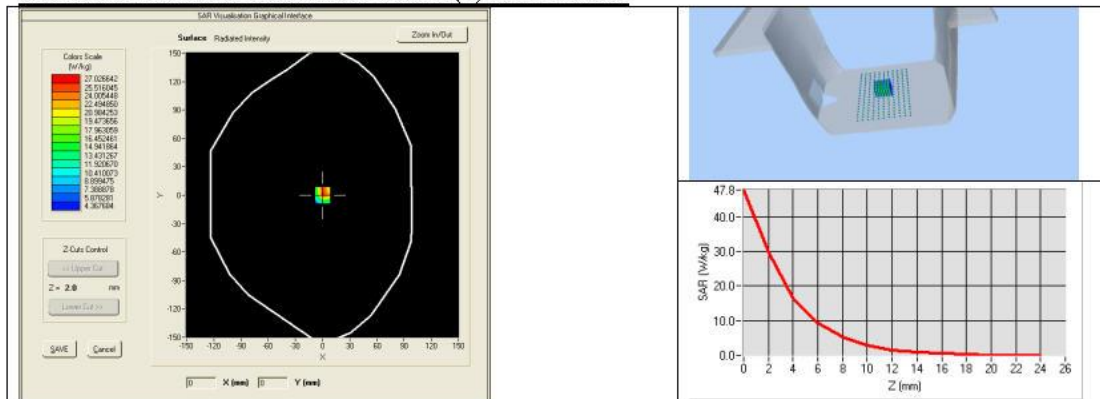 SAR Visualisation Graphical Interface
Surface Radiated Intensity
Zoom In/Out
Colors Scale
(W/kg)
27.026642
25.516045
24.005448
22.494850
20.984253
19.473656
17.963059
16.452461
14.941864
13.431267
11.920670
10.410073
8.899475
7.388878
5.878281
4.367684
Z-Cuts Control
<< Upper Cut
Z = 2.0 mm
Lower Cut >>
SAVE Cancel
150-
120-
60-
30-
0-
-30-
-60-
-90-
-120-
-150-
Y
-150 -120 -90 -60 -30 0 30 60 90 120 150
X
0 X (mm) 0 Y (mm)
47.8-
40.0-
30.0-
20.0-
10.0-
0.0-
SAR (W/kg)
0 2 4 6 8 10 12 14 16 18 20 22 24 26
Z (mm)